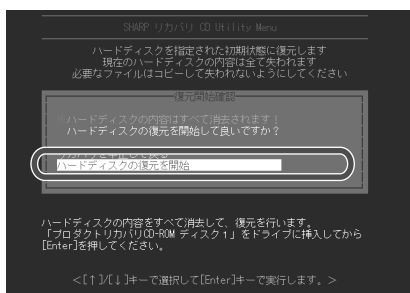 SHARP リカバリ CD Utility Menu
ハードディスクを指定された初期状態に復元します
現在のハードディスクの内容は全て失われます
必要なファイルはコピーして失われないようにしてください
復元開始確認
※ハードディスクの内容はすべて消去されます!
ハードディスクの復元を開始して良いですか?
リカバリを中止して戻る
ハードディスクの復元を開始
ハードディスクの内容をすべて消去して、復元を行います。
「プロダクトリカバリCD-ROM ディスク1」をドライブに挿入してから
[Enter]を押してください。
<[↑]/[↓]キーで選択して[Enter]キーで実行します。>